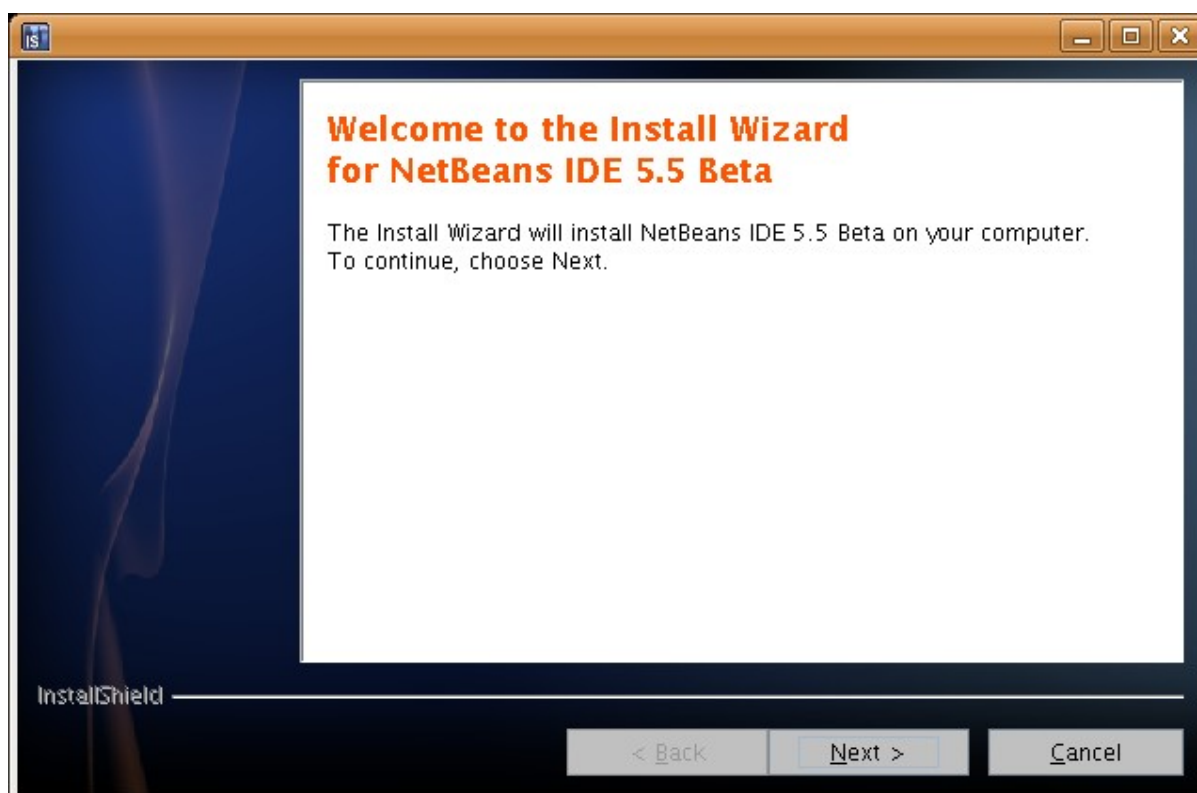 IS
Welcome to the Install Wizard
for NetBeans IDE 5.5 Beta
The Install Wizard will install NetBeans IDE 5.5 Beta on your computer.
To continue, choose Next.
InstallShield
< Back
Next >
Cancel